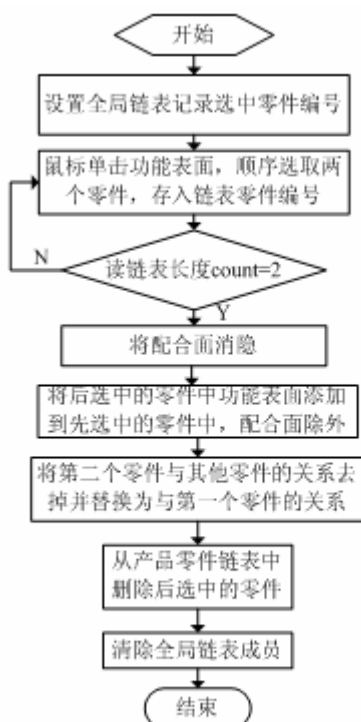 开始
设置全局链表记录选中零件编号
鼠标单击功能表面，顺序选取两
个零件，存入链表零件编号
N
读链表长度count=2
Y
将配合面消隐
将后选中的零件中功能表面添加
到先选中的零件中，配合面除外
将第二个零件与其他零件的关系去
掉并替换为与第一个零件的关系
从产品零件链表中
删除后选中的零件
清除全局链表成员
结束